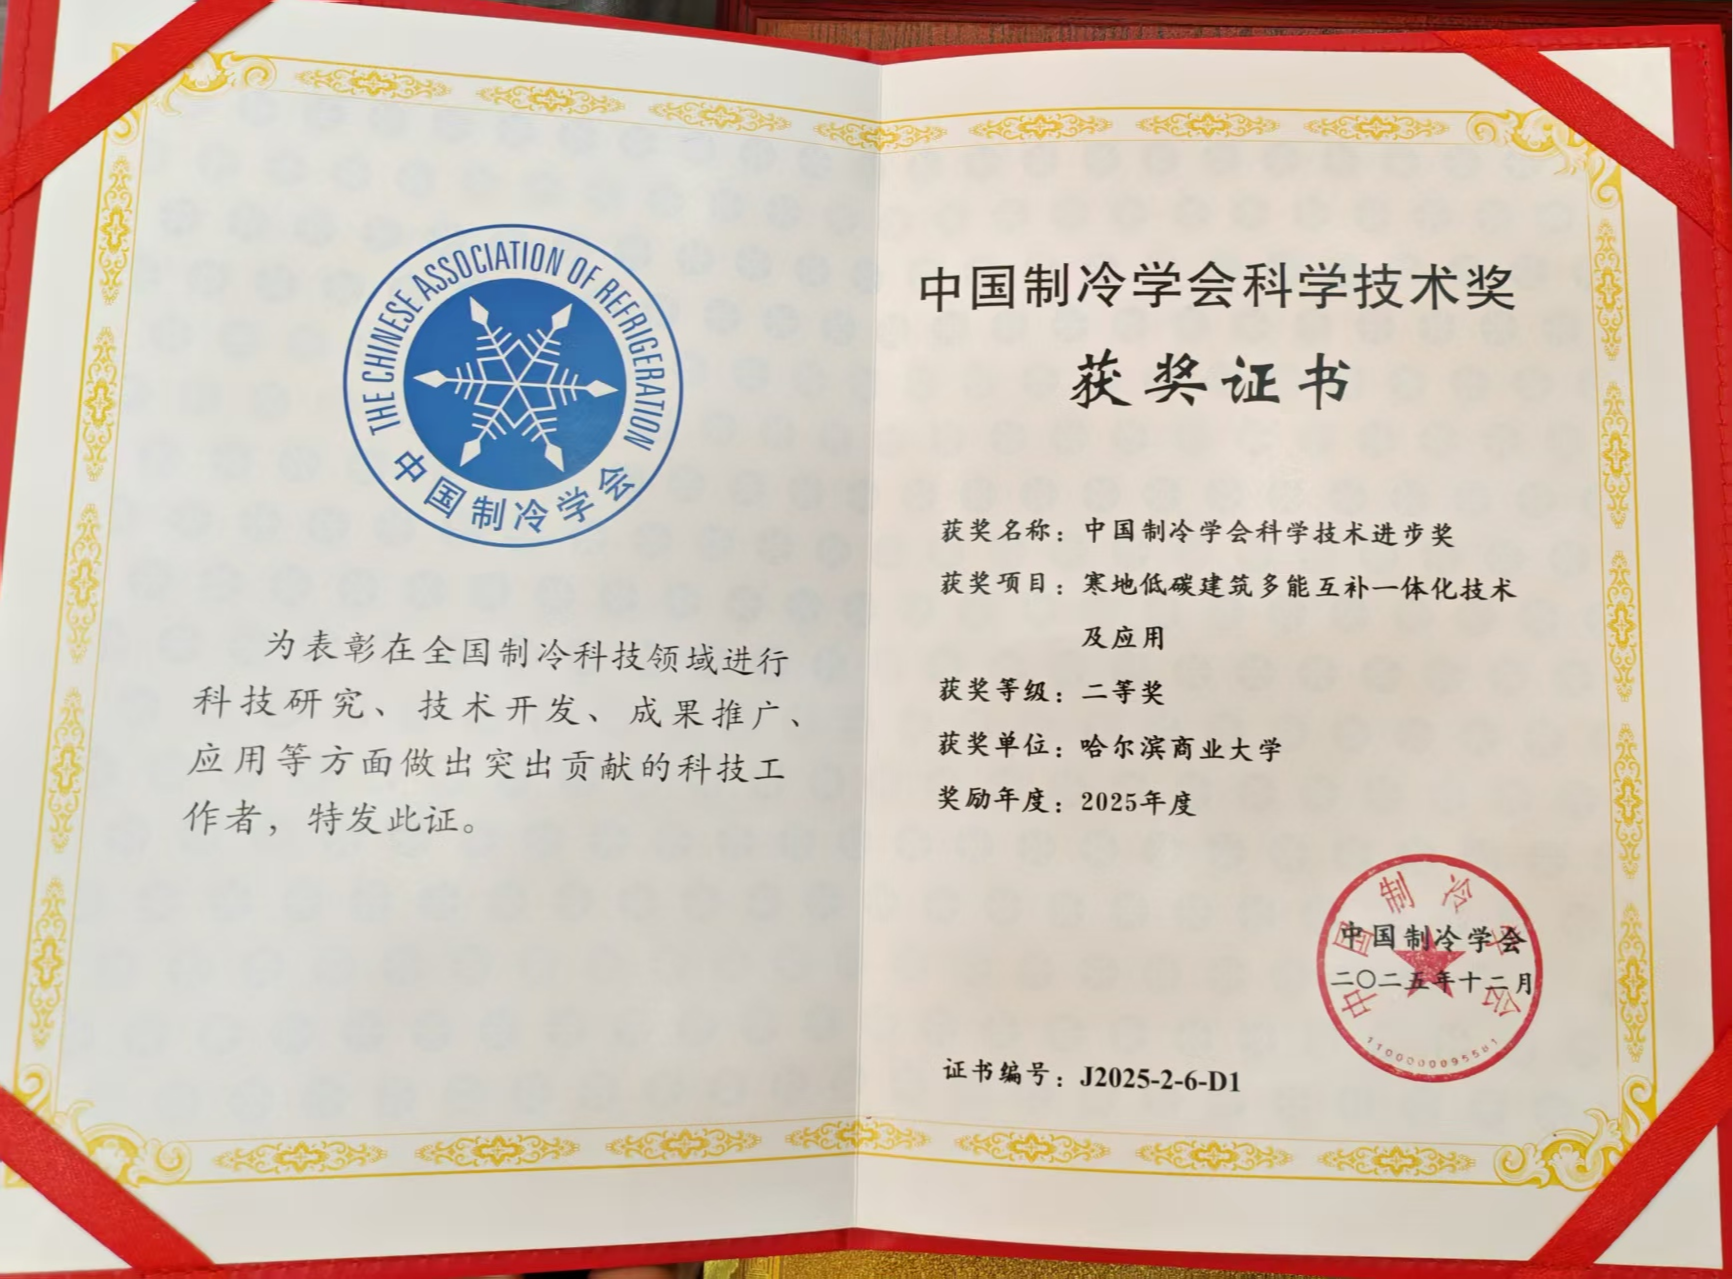 THE CHINESE ASSOCIATION OF REFRIGERATION
中国制冷学会
为表彰在全国制冷科技领域进行
科技研究、技术开发、成果推广、
应用等方面做出突出贡献的科技工
作者，特发此证。
中国制冷学会科学技术奖
获奖证书
获奖名称：中国制冷学会科学技术进步奖
获奖项目：寒地低碳建筑多能互补一体化技术
及应用
获奖等级：二等奖
获奖单位：哈尔滨商业大学
奖励年度：2025年度
中国制冷学会
中国制冷学会
二〇二五年十二月
证书编号：J2025-2-6-D1